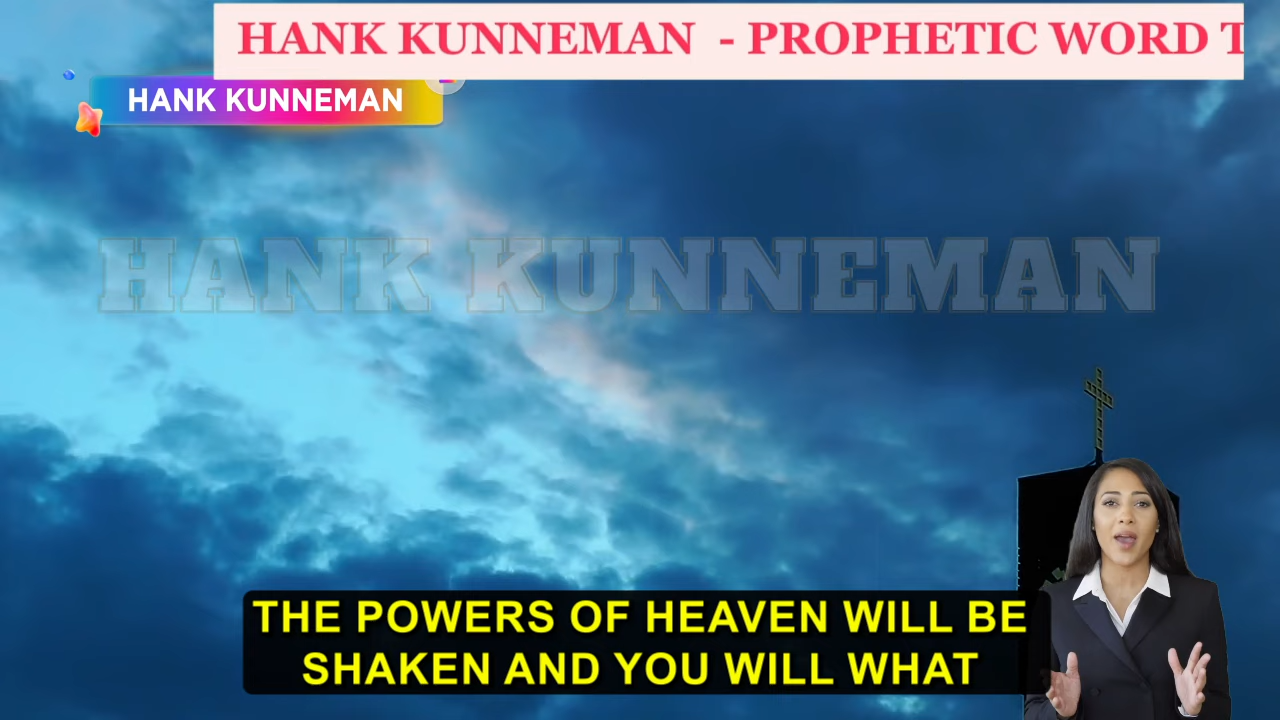 HANK KUNNEMAN - PROPHETIC WORD T
HANK KUNNEMAN
HANK KUNNEMAN
THE POWERS OF HEAVEN WILL BE
SHAKEN AND YOU WILL WHAT